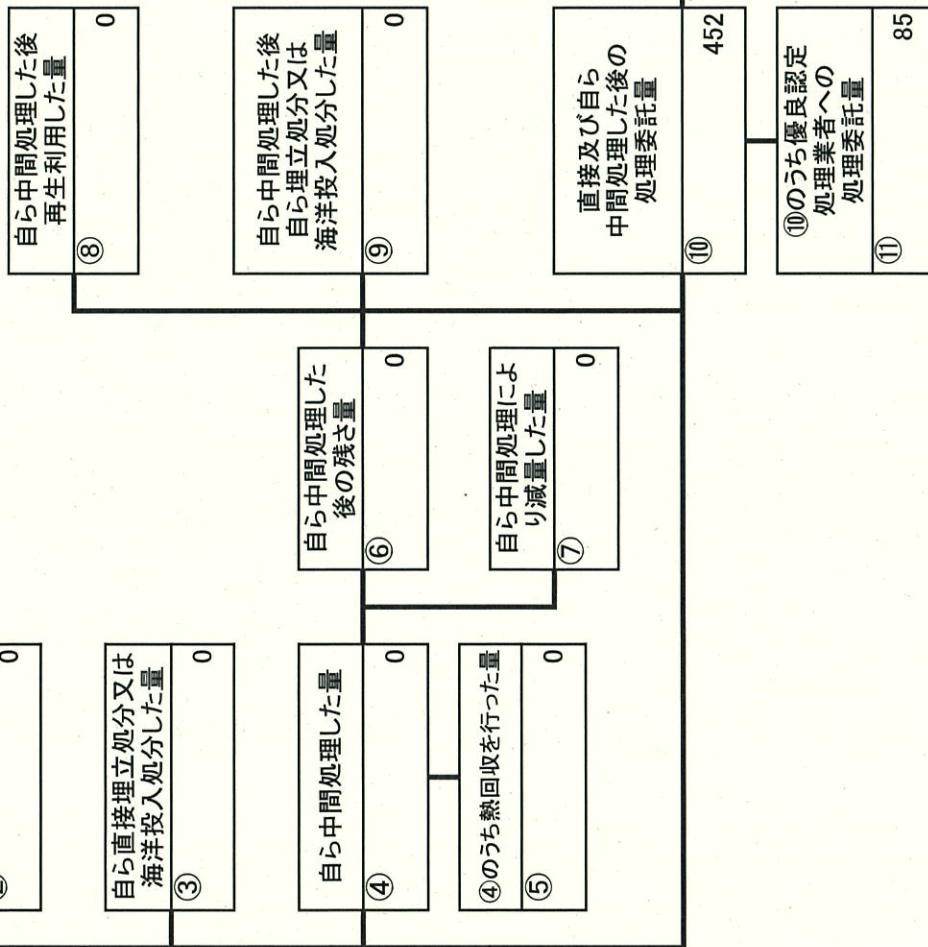 ②
0
自ら直接埋立処分又は
海洋投入処分した量
③
0
自ら中間処理した量
④
0
④のうち熱回収を行った量
⑤
0
自ら中間処理した
後の残さ量
⑥
0
自ら中間処理によ
り減量した量
⑦
0
自ら中間処理した後
再生利用した量
⑧
0
自ら中間処理した後
自ら埋立処分又は
海洋投入処分した量
⑨
0
直接及び自ら
中間処理した後の
処理委託量
⑩
452
⑩のうち優良認定
処理業者への
処理委託量
⑪
85